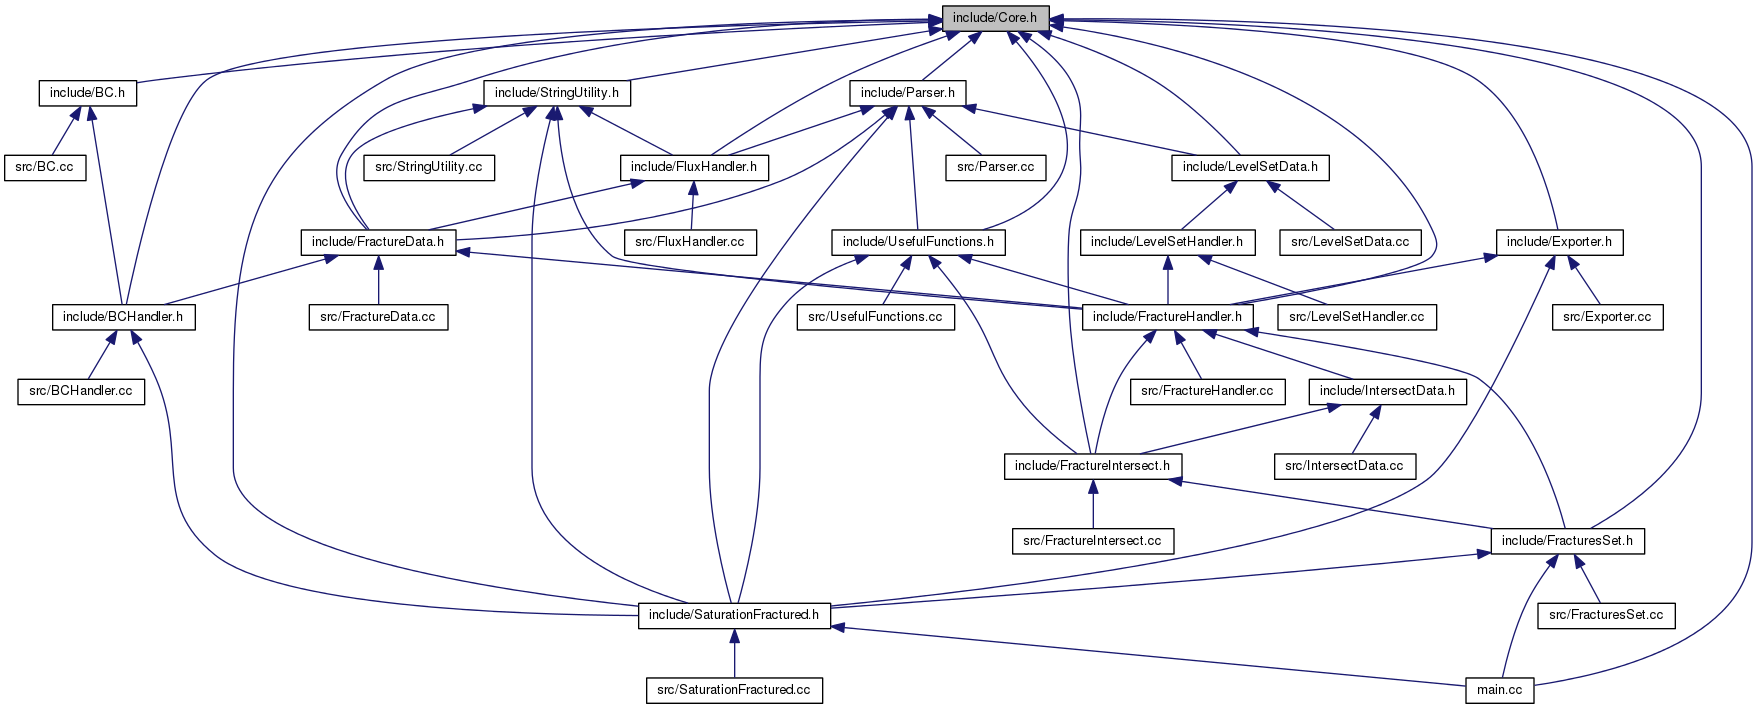 include/Core.h
include/BC.h
include/StringUtility.h
include/Parser.h
src/BC.cc
src/StringUtility.cc
include/FluxHandler.h
src/Parser.cc
include/LevelSetData.h
include/FractureData.h
src/FluxHandler.cc
include/UsefulFunctions.h
include/LevelSetHandler.h
src/LevelSetData.cc
include/Exporter.h
include/BCHandler.h
src/FractureData.cc
src/UsefulFunctions.cc
include/FractureHandler.h
src/LevelSetHandler.cc
src/Exporter.cc
src/BCHandler.cc
src/FractureHandler.cc
include/IntersectData.h
include/FractureIntersect.h
src/IntersectData.cc
src/FractureIntersect.cc
include/FracturesSet.h
include/SaturationFractured.h
src/FracturesSet.cc
src/SaturationFractured.cc
main.cc